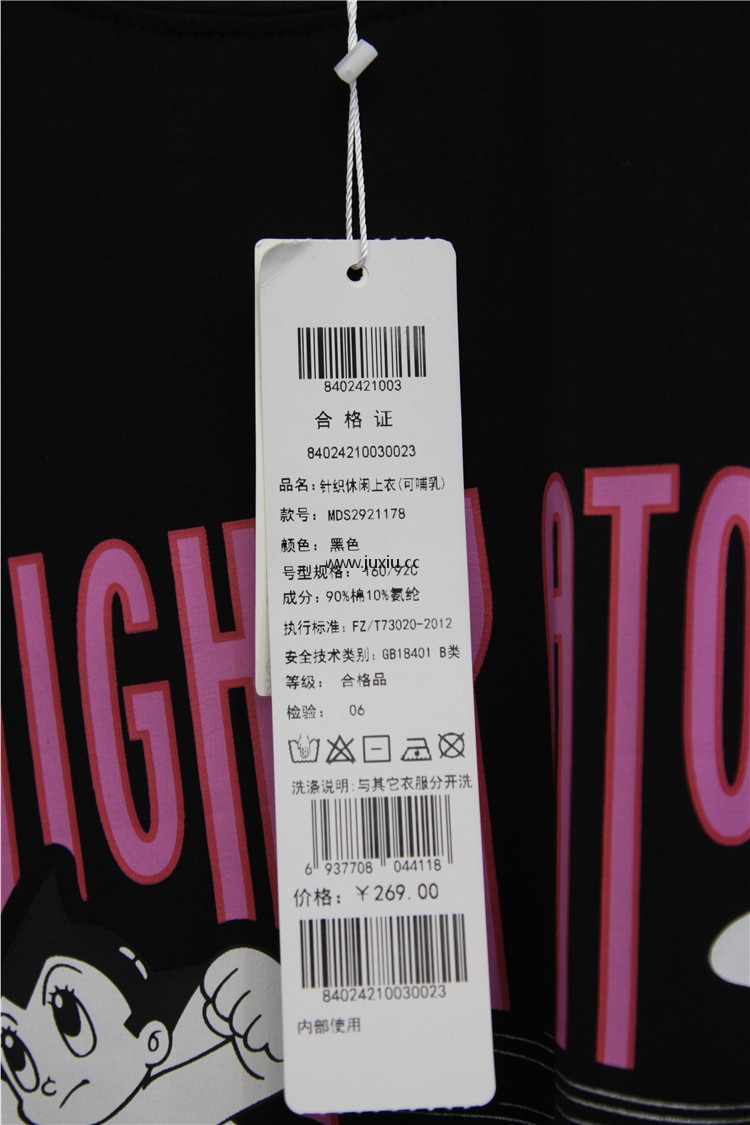 8402421003
合格证
84024210030023
品名:针织休闲上衣(可哺乳)
款号: MDS2921178
颜色: 黑色
www.juxiu.cc
号型规格: 160/92C
成分: 90%棉10%氨纶
执行标准: FZ/T73020-2012
安全技术类别: GB18401 B类
等级: 合格品
检验: 06
洗涤说明:与其它衣服分开洗
6 937708 044118
价格: ¥269.00
84024210030023
内部使用
IGHT
ATO